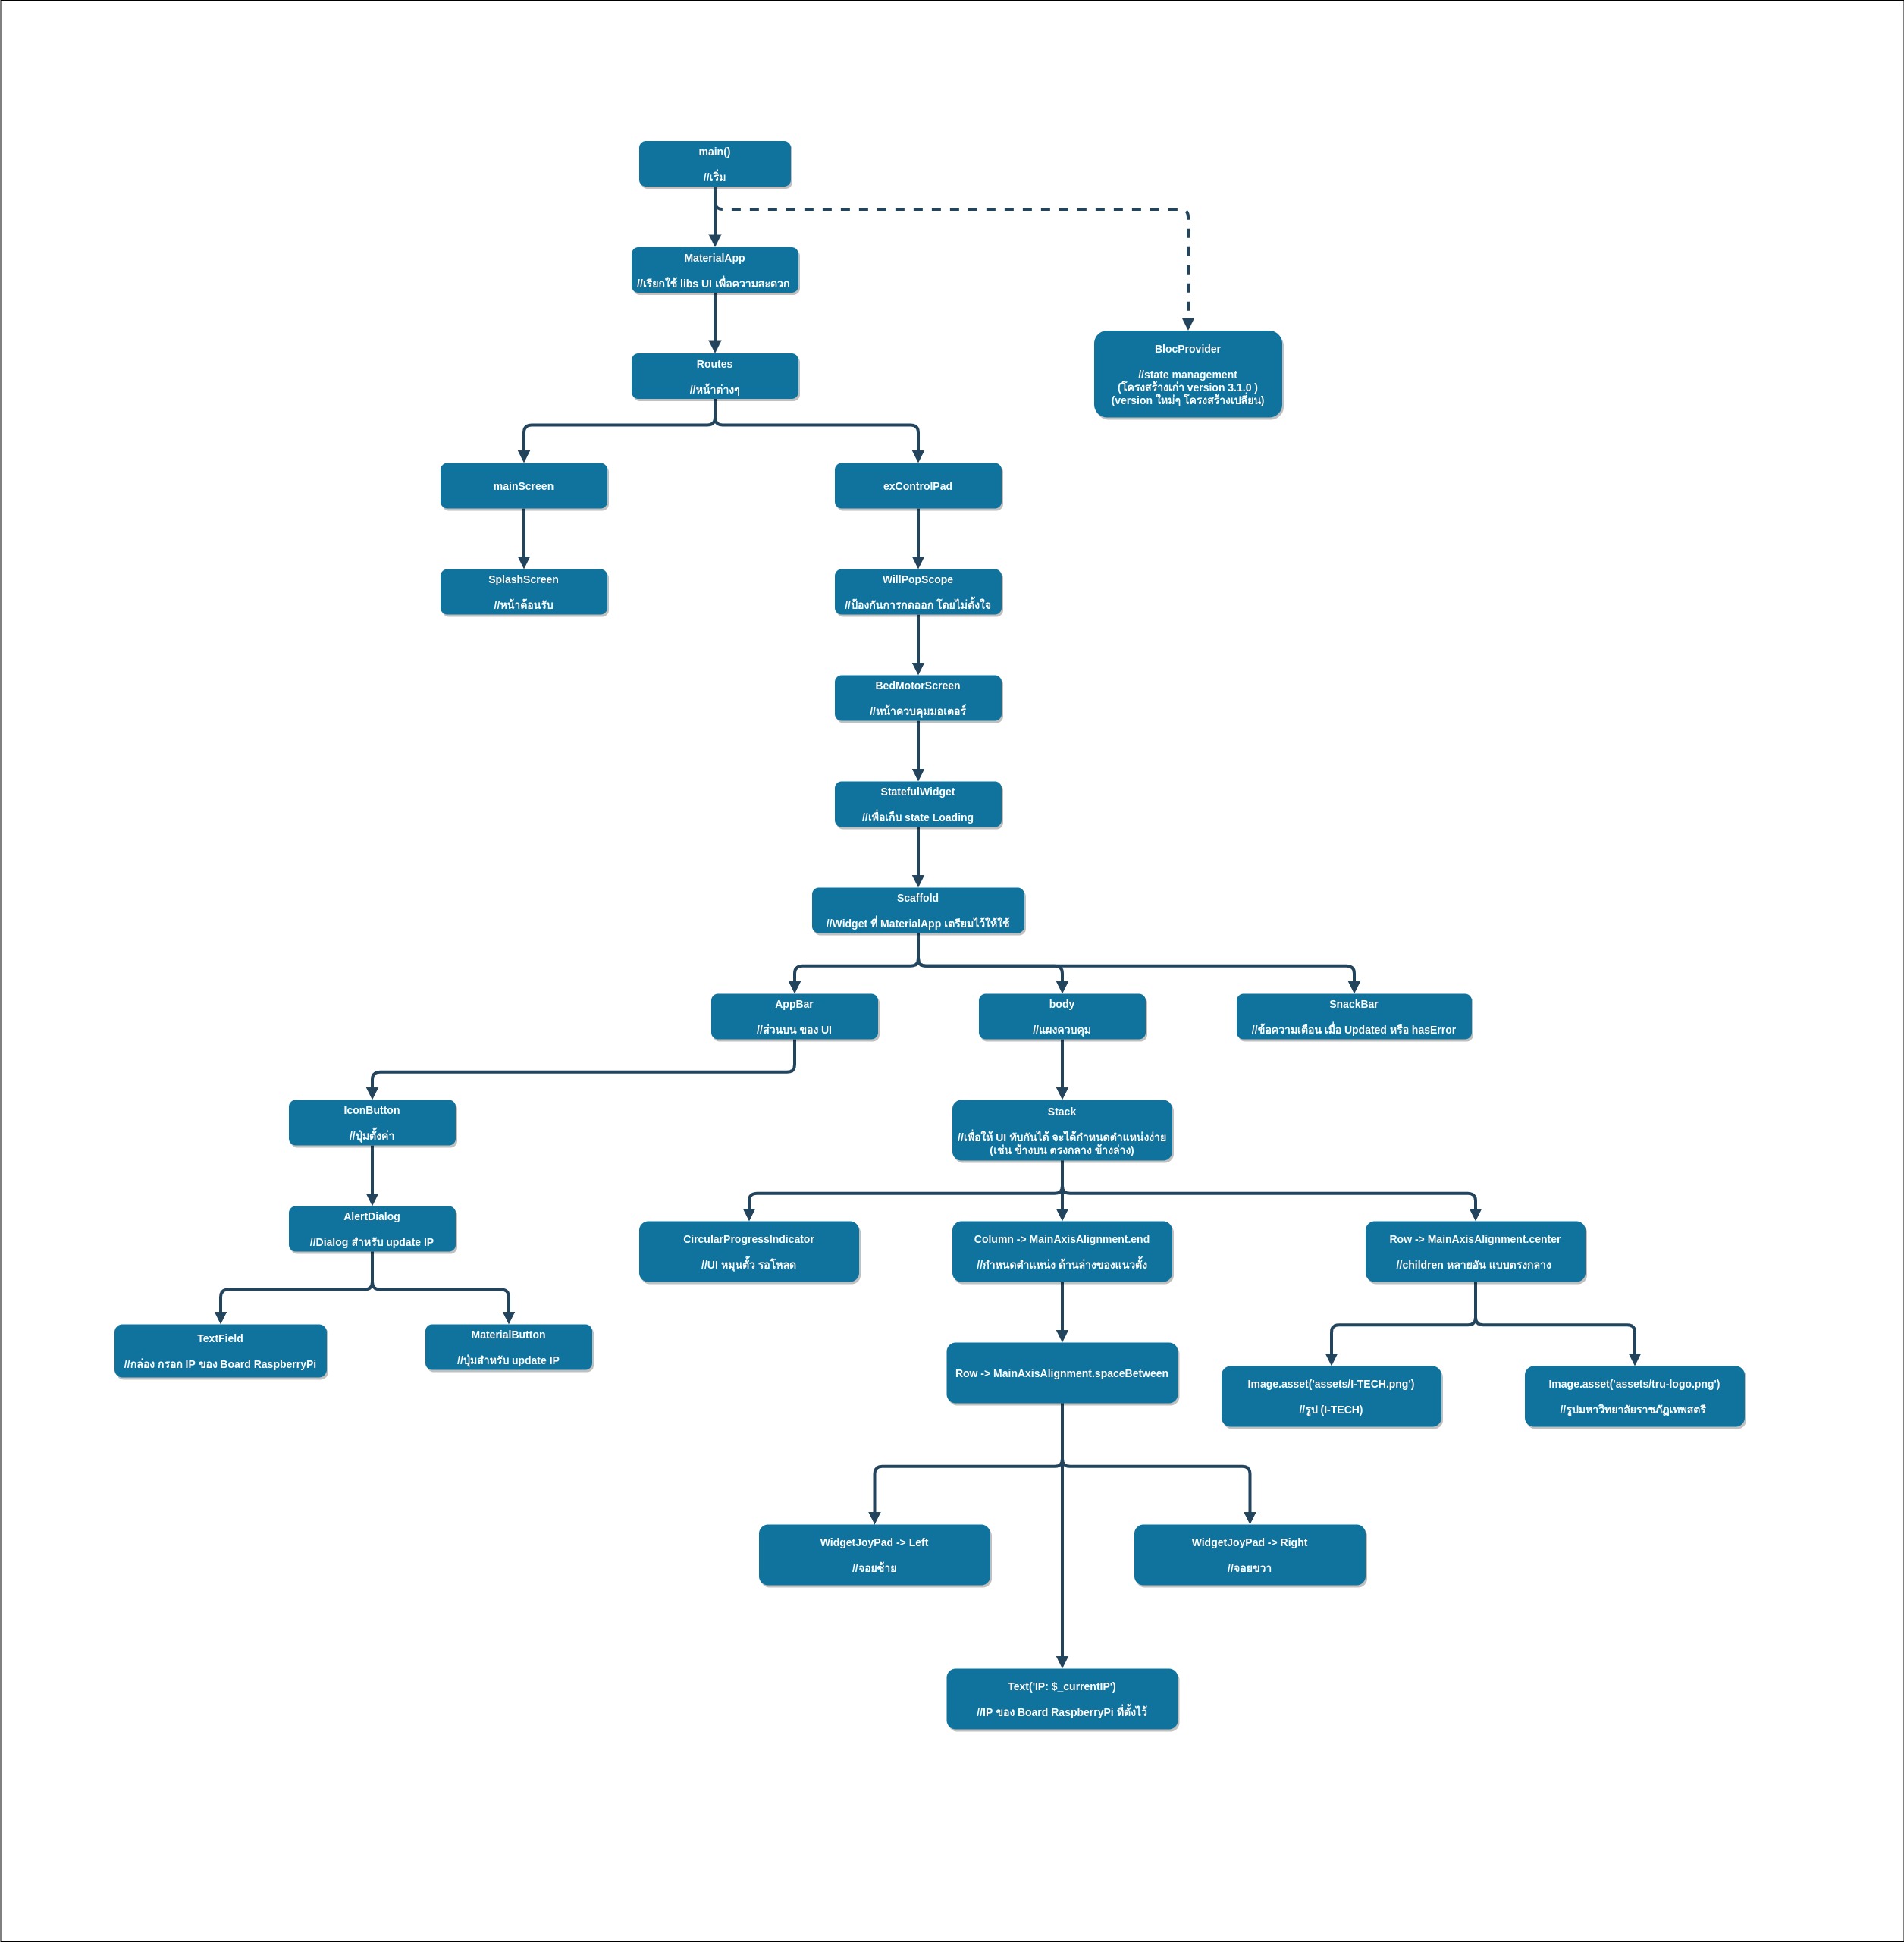 main()
//เริ่ม
MaterialApp
//เรียกใช้ libs UI เพื่อความสะดวก
Routes
//หน้าต่างๆ
BlocProvider
//state management
(โครงสร้างเก่า version 3.1.0 )
(version ใหม่ๆ โครงสร้างเปลี่ยน)
mainScreen
exControlPad
SplashScreen
//หน้าต้อนรับ
WillPopScope
//ป้องกันการกดออก โดยไม่ตั้งใจ
BedMotorScreen
//หน้าควบคุมมอเตอร์
StatefulWidget
//เพื่อเก็บ state Loading
Scaffold
//Widget ที่ MaterialApp เตรียมไว้ให้ใช้
AppBar
//ส่วนบน ของ UI
body
//แผงควบคุม
SnackBar
//ข้อความเตือน เมื่อ Updated หรือ hasError
IconButton
//ปุ่มตั้งค่า
Stack
//เพื่อให้ UI ทับกันได้ จะได้กำหนดตำแหน่งง่าย
(เช่น ข้างบน ตรงกลาง ข้างล่าง)
AlertDialog
//Dialog สำหรับ update IP
CircularProgressIndicator
//UI หมุนติ้ว รอโหลด
Column -> MainAxisAlignment.end
//กำหนดตำแหน่ง ด้านล่างของแนวตั้ง
Row -> MainAxisAlignment.center
//children หลายอัน แบบตรงกลาง
TextField
//กล่อง กรอก IP ของ Board RaspberryPi
MaterialButton
//ปุ่มสำหรับ update IP
Row -> MainAxisAlignment.spaceBetween
Image.asset('assets/I-TECH.png')
//รูป (I-TECH)
Image.asset('assets/tru-logo.png')
//รูปมหาวิทยาลัยราชภัฏเทพสตรี
WidgetJoyPad -> Left
//จอยซ้าย
WidgetJoyPad -> Right
//จอยขวา
Text('IP: $_currentIP')
//IP ของ Board RaspberryPi ที่ตั้งไว้